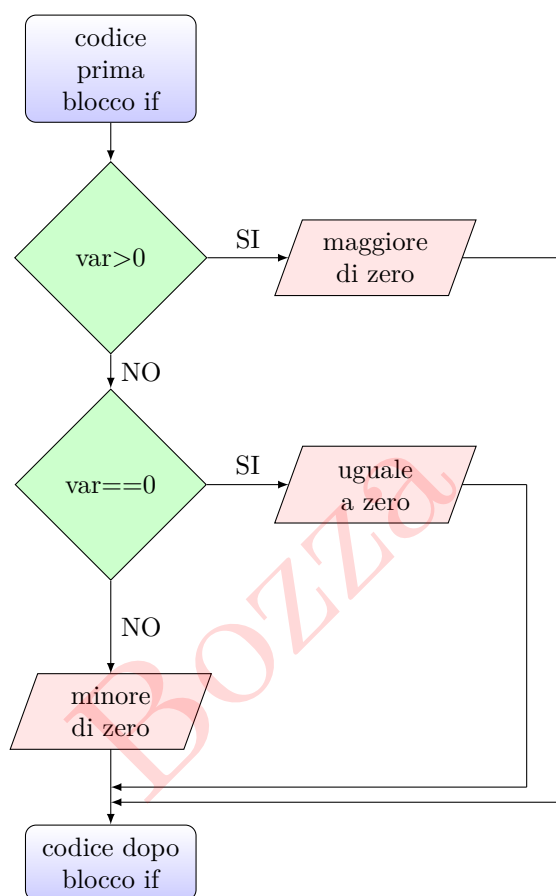 codice
prima
blocco if
var>0
SI
maggiore
di zero
NO
var==0
SI
uguale
a zero
NO
minore
di zero
Bozza
codice dopo
blocco if